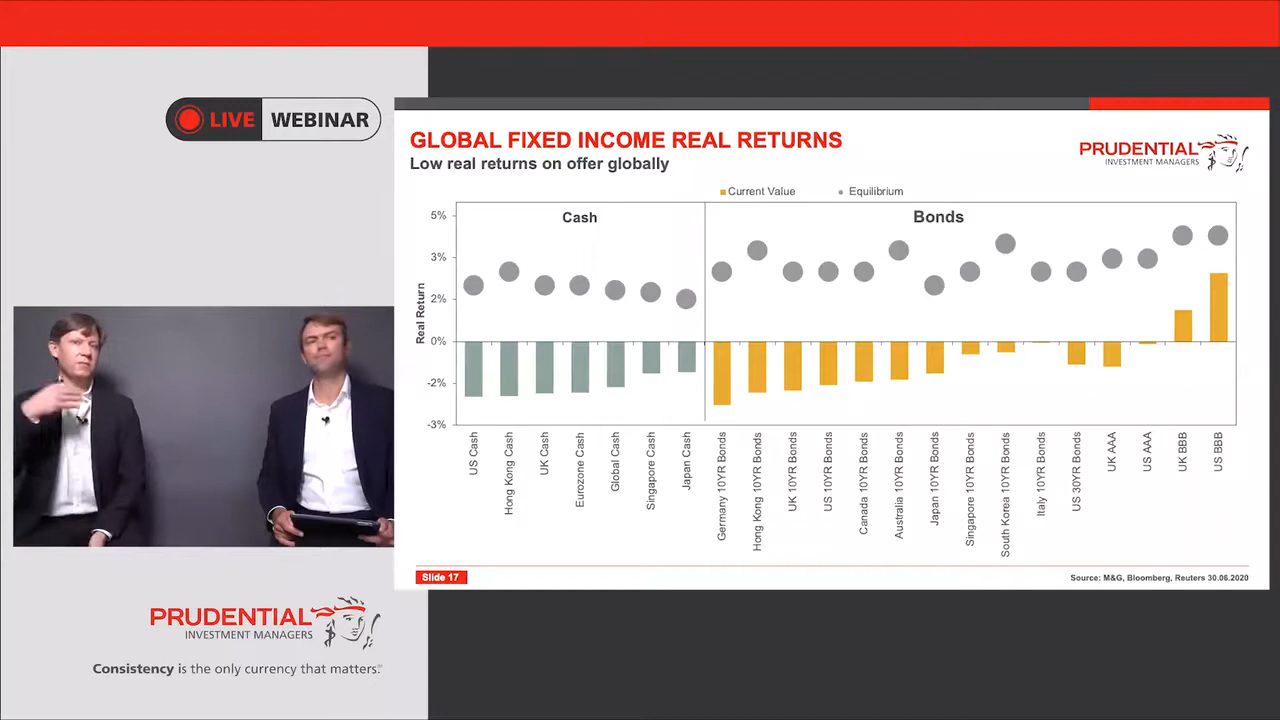 LIVE WEBINAR
GLOBAL FIXED INCOME REAL RETURNS
Low real returns on offer globally
PRUDENTIAL
INVESTMENT MANAGERS
Current Value
Equilibrium
Cash
Bonds
Real Return
5%
3%
2%
0%
-2%
-3%
US Cash
Hong Kong Cash
UK Cash
Eurozone Cash
Global Cash
Singapore Cash
Japan Cash
Germany 10YR Bonds
Hong Kong 10YR Bonds
UK 10YR Bonds
US 10YR Bonds
Canada 10YR Bonds
Australia 10YR Bonds
Japan 10YR Bonds
Singapore 10YR Bonds
South Korea 10YR Bonds
Italy 10YR Bonds
US 30YR Bonds
UK AAA
US AAA
UK BBB
US BBB
Slide 17
Source: M&G, Bloomberg, Reuters 30.06.2020
PRUDENTIAL
INVESTMENT MANAGERS
Consistency is the only currency that matters.